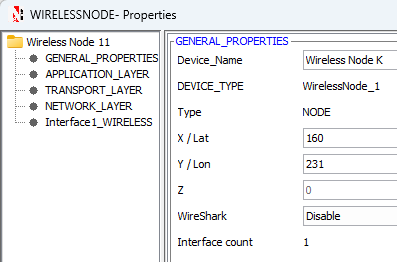 WIRELESSNODE- Properties
Wireless Node 11
GENERAL_PROPERTIES
APPLICATION_LAYER
TRANSPORT_LAYER
NETWORK_LAYER
Interface1_WIRELESS
GENERAL_PROPERTIES
Device_Name Wireless Node K
DEVICE_TYPE WirelessNode_1
Type NODE
X / Lat 160
Y / Lon 231
Z 0
WireShark Disable
Interface count 1